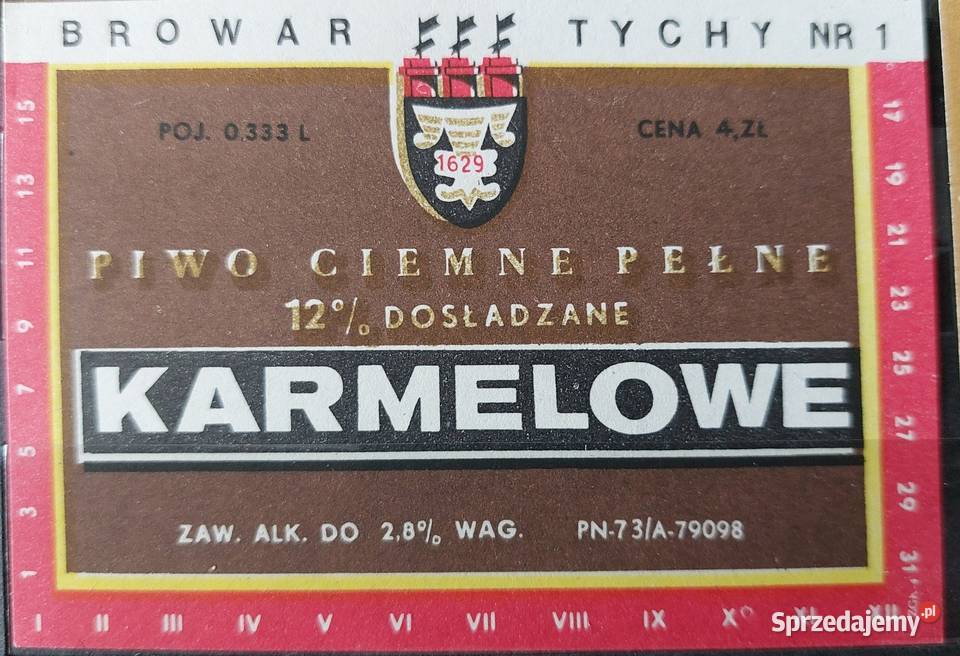 BROWAR TYCHY NR 1
POJ. 0.333 L
CENA 4,ZŁ
1629
PIWO CIEMNE PEŁNE
12% DOSŁADZANE
KARMELOWE
ZAW. ALK. DO 2,8% WAG. PN-73/A-79098
15
13
11
9
7
5
3
1
17
19
21
23
25
27
29
31
I II III IV V VI VII VIII IX X XI XII
Sprzedajemy.pl